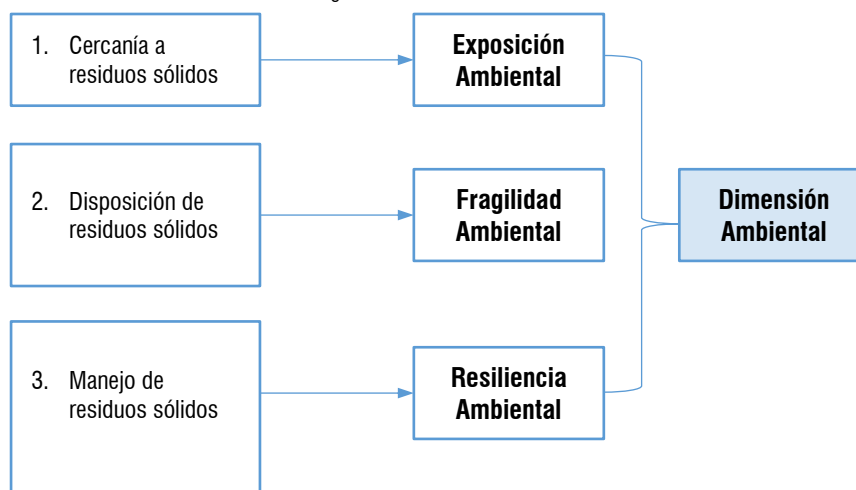 1. Cercanía a
residuos sólidos
Exposición
Ambiental
2. Disposición de
residuos sólidos
Fragilidad
Ambiental
Dimensión
Ambiental
3. Manejo de
residuos sólidos
Resiliencia
Ambiental